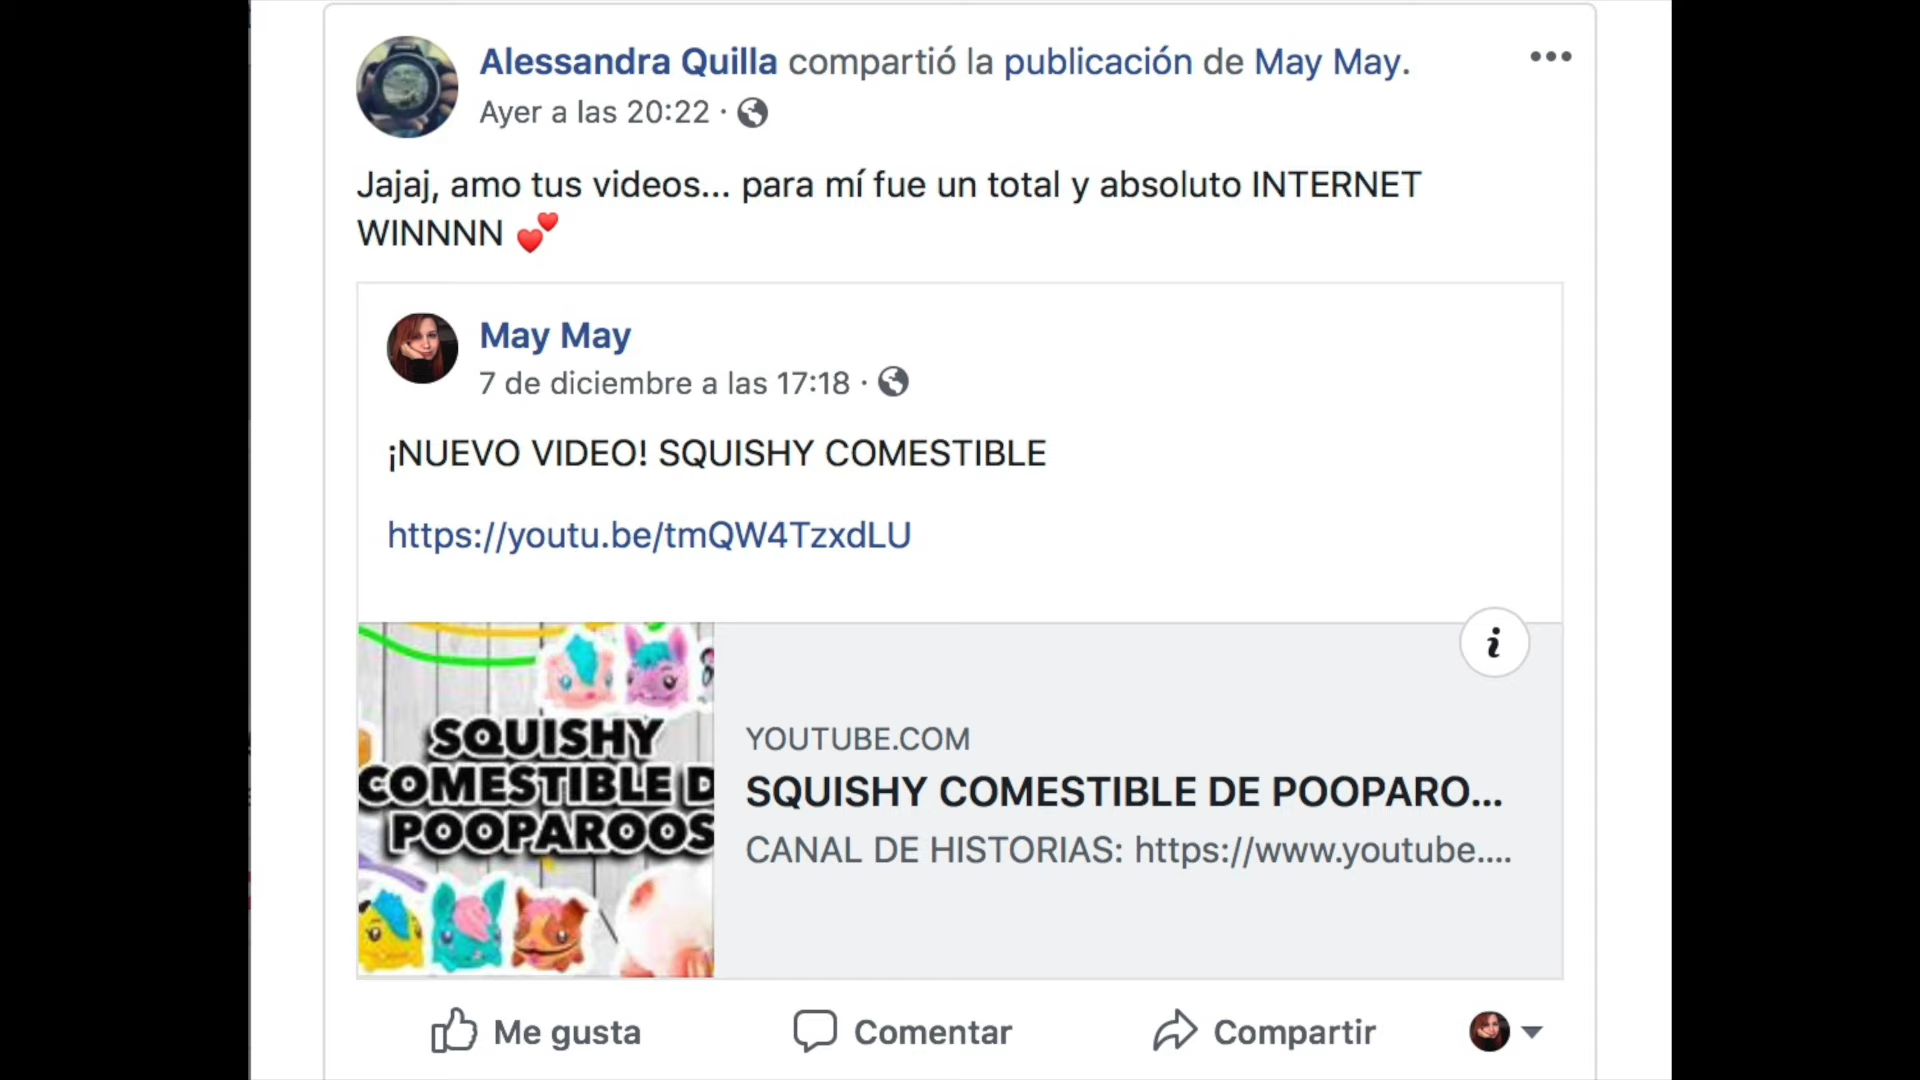 Alessandra Quilla compartió la publicación de May May.
Ayer a las 20:22 ·
Jajaj, amo tus videos... para mí fue un total y absoluto INTERNET
WINNNN 💕
May May
7 de diciembre a las 17:18 ·
¡NUEVO VIDEO! SQUISHY COMESTIBLE
https://youtu.be/tmQW4TzxdLU
i
SQUISHY
COMESTIBLE D
POOPAROOS
YOUTUBE.COM
SQUISHY COMESTIBLE DE POOPARO...
CANAL DE HISTORIAS: https://www.youtube....
Me gusta
Comentar
Compartir